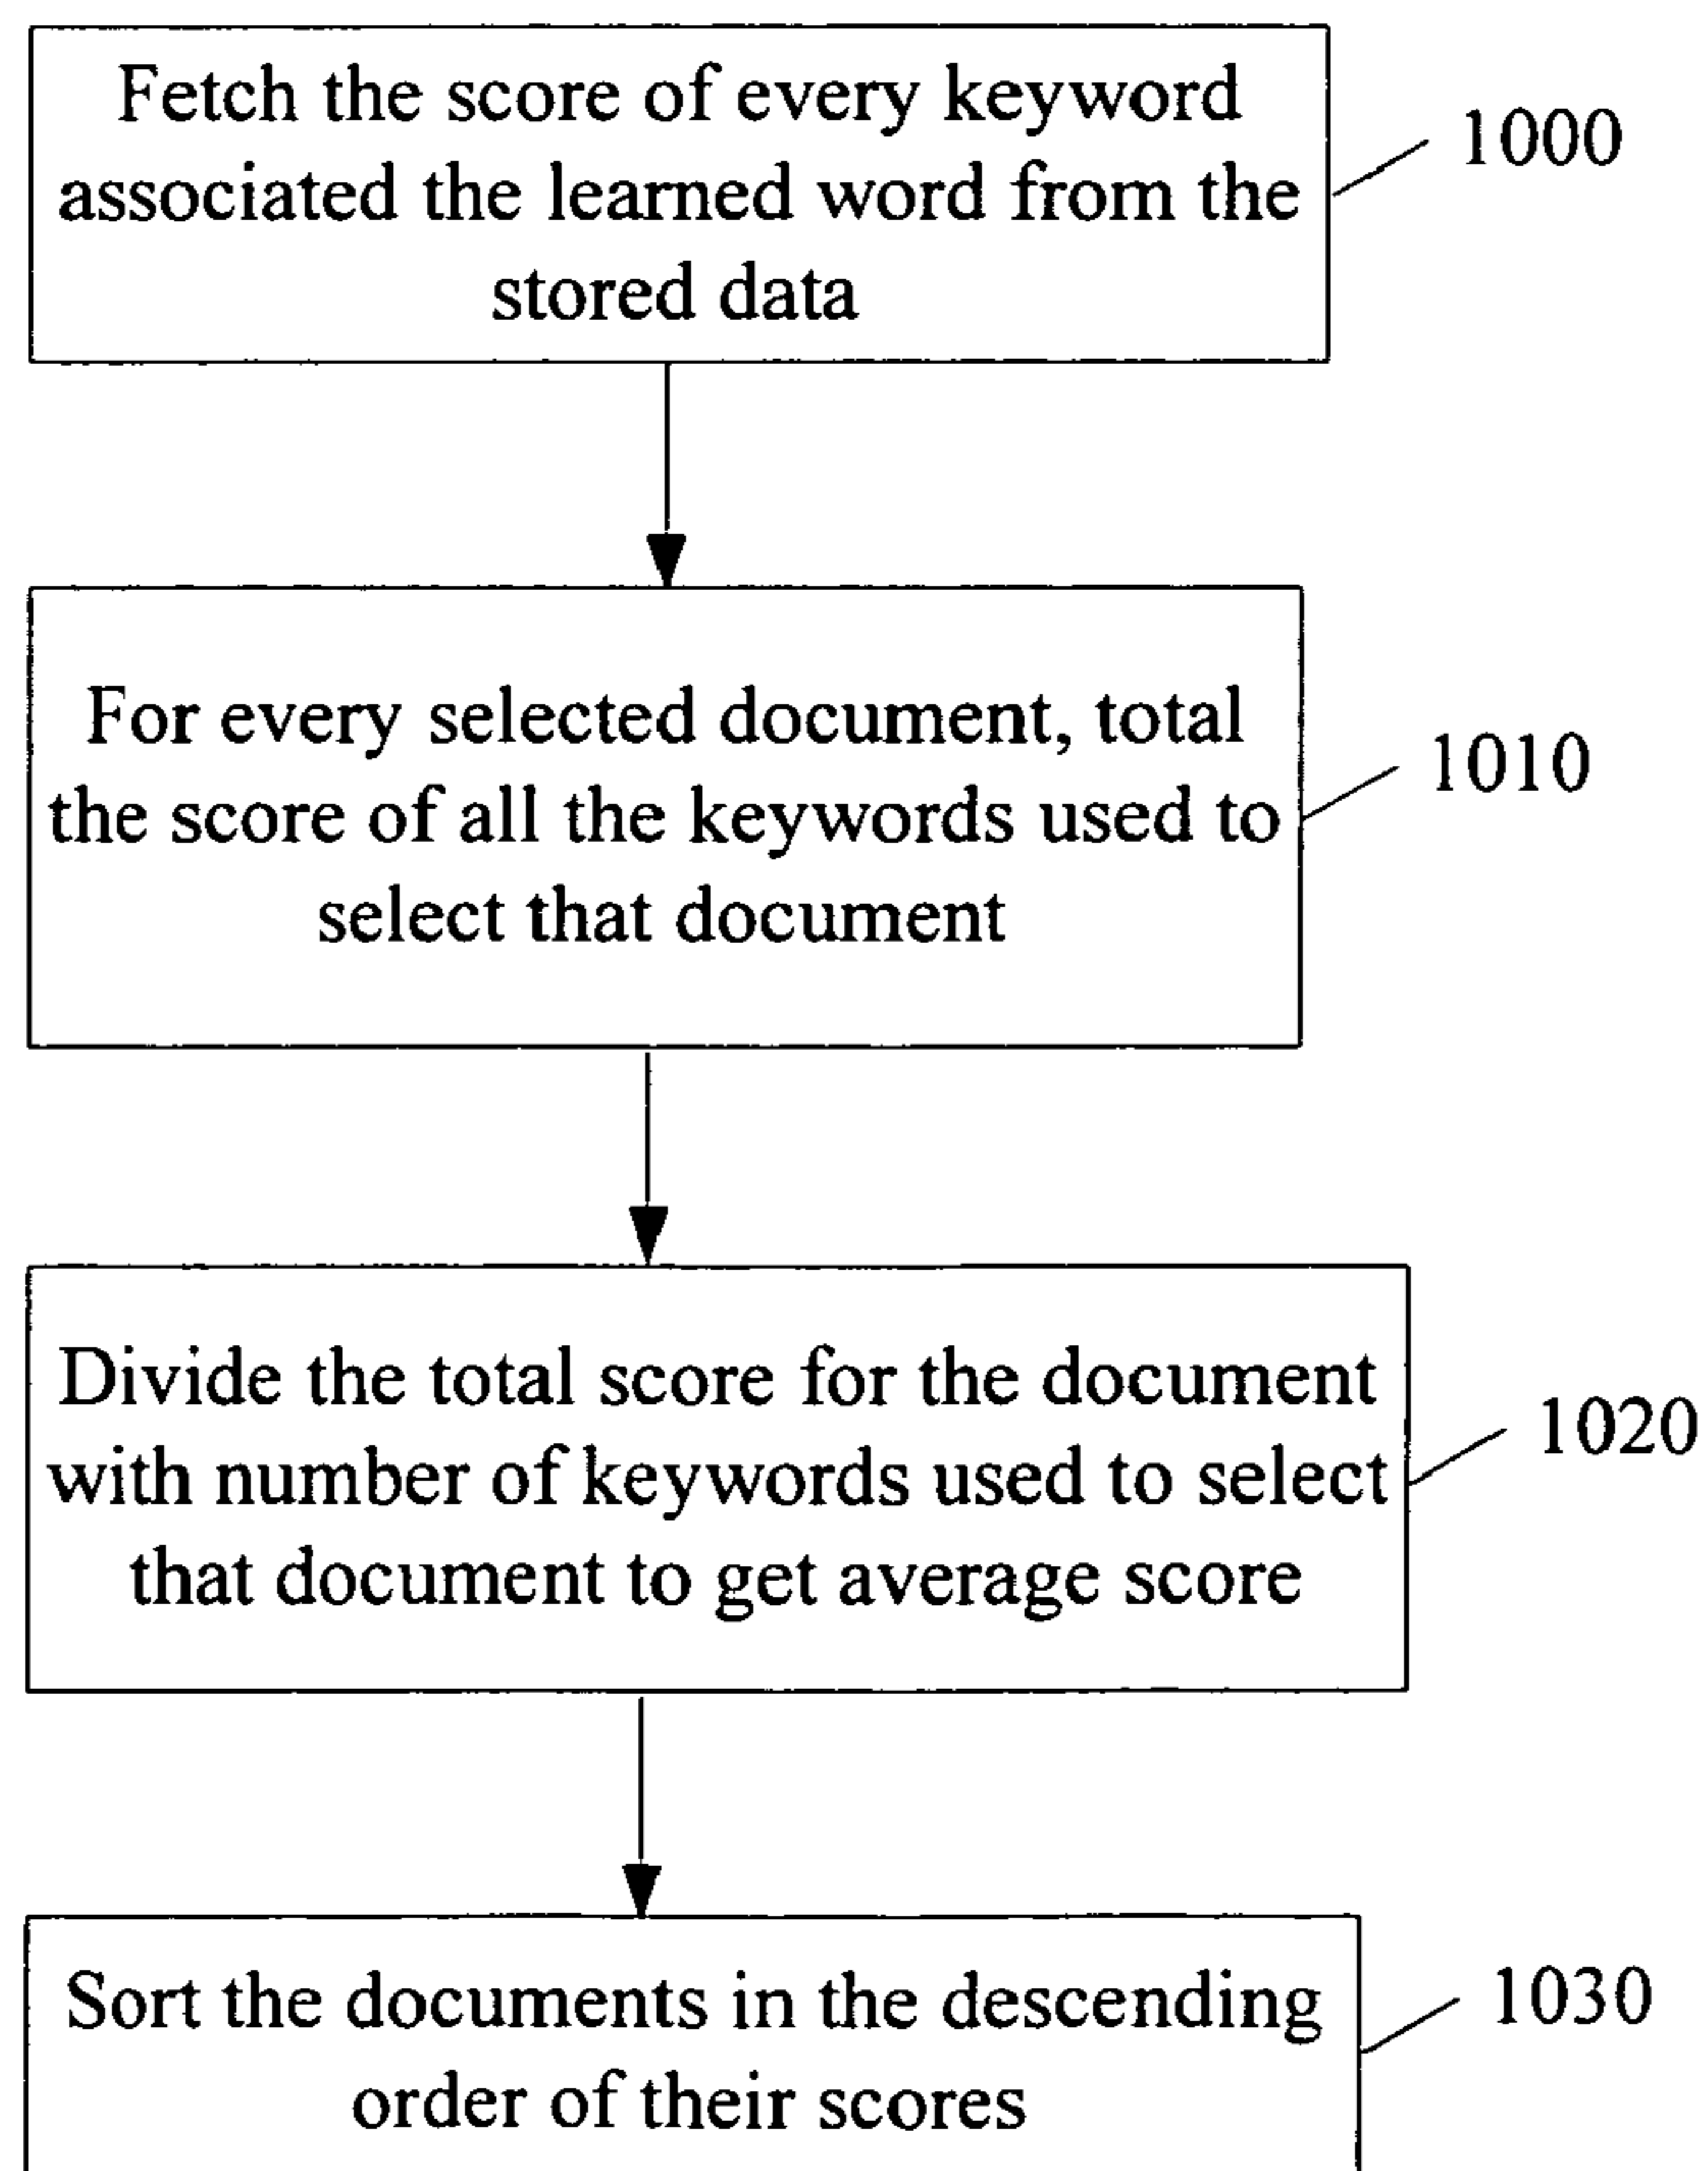 Fetch the score of every keyword
associated the learned word from the
stored data
1000
For every selected document, total
the score of all the keywords used to
select that document
1010
Divide the total score for the document
with number of keywords used to select
that document to get average score
1020
Sort the documents in the descending
order of their scores
1030